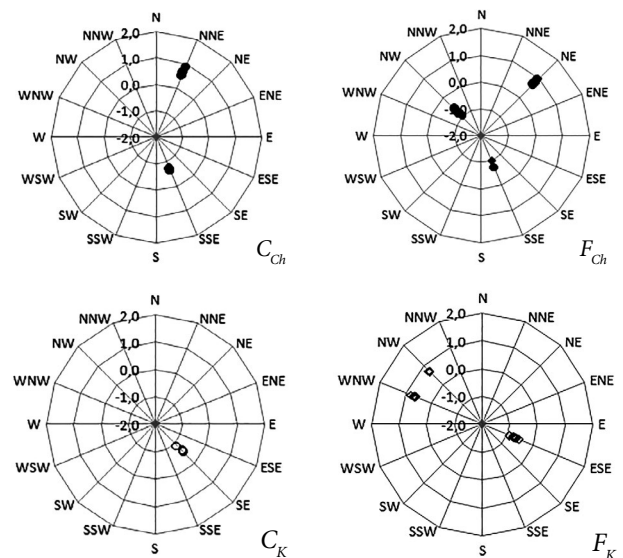 N
NNW 2,0 NNE
NW 1,0 NE
WNW 0,0 ENE
-1,0
W -2,0 E
WSW ESE
SW SE
SSW SSE
S
C_Ch
N
NNW 2,0 NNE
NW 1,0 NE
WNW 0,0 ENE
-1,0
W -2,0 E
WSW ESE
SW SE
SSW SSE
S
F_Ch
N
NNW 2,0 NNE
NW 1,0 NE
WNW 0,0 ENE
-1,0
W -2,0 E
WSW ESE
SW SE
SSW SSE
S
C_K
N
NNW 2,0 NNE
NW 1,0 NE
WNW 0,0 ENE
-1,0
W -2,0 E
WSW ESE
SW SE
SSW SSE
S
F_K